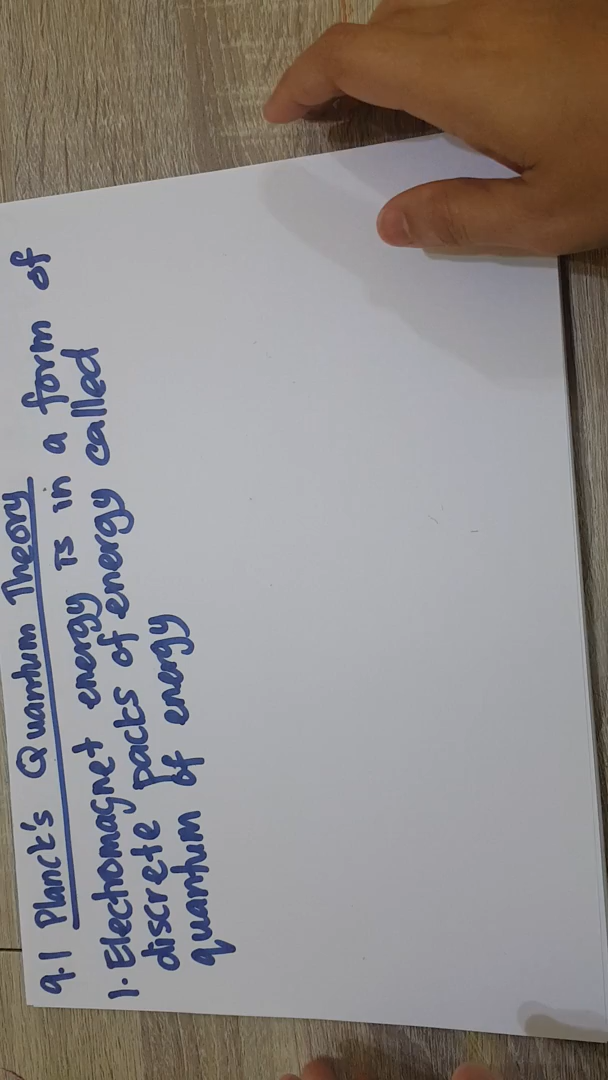 9.1 Planck's Quantum Theory
1. Electromagnet energy is in a form of
discrete packs of energy called
quantum of energy